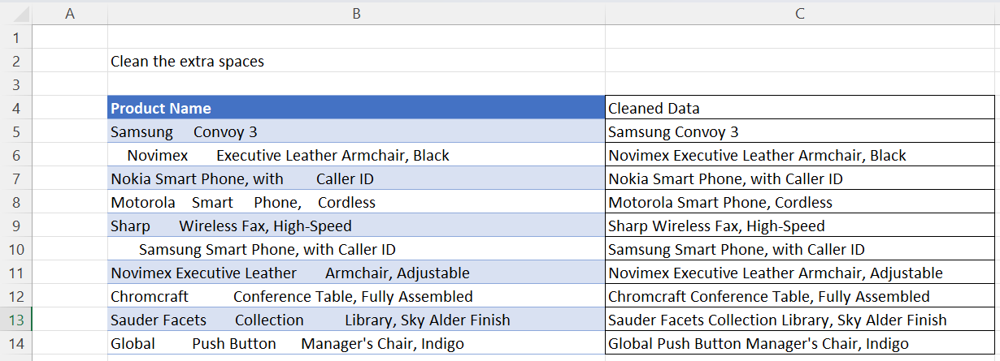 A B C
1
2 Clean the extra spaces
3
4 Product Name Cleaned Data
5 Samsung     Convoy 3 Samsung Convoy 3
6     Novimex       Executive Leather Armchair, Black Novimex Executive Leather Armchair, Black
7 Nokia Smart Phone, with        Caller ID Nokia Smart Phone, with Caller ID
8 Motorola    Smart     Phone,    Cordless Motorola Smart Phone, Cordless
9 Sharp       Wireless Fax, High-Speed Sharp Wireless Fax, High-Speed
10       Samsung Smart Phone, with Caller ID Samsung Smart Phone, with Caller ID
11 Novimex Executive Leather       Armchair, Adjustable Novimex Executive Leather Armchair, Adjustable
12 Chromcraft           Conference Table, Fully Assembled Chromcraft Conference Table, Fully Assembled
13 Sauder Facets       Collection          Library, Sky Alder Finish Sauder Facets Collection Library, Sky Alder Finish
14 Global         Push Button      Manager's Chair, Indigo Global Push Button Manager's Chair, Indigo